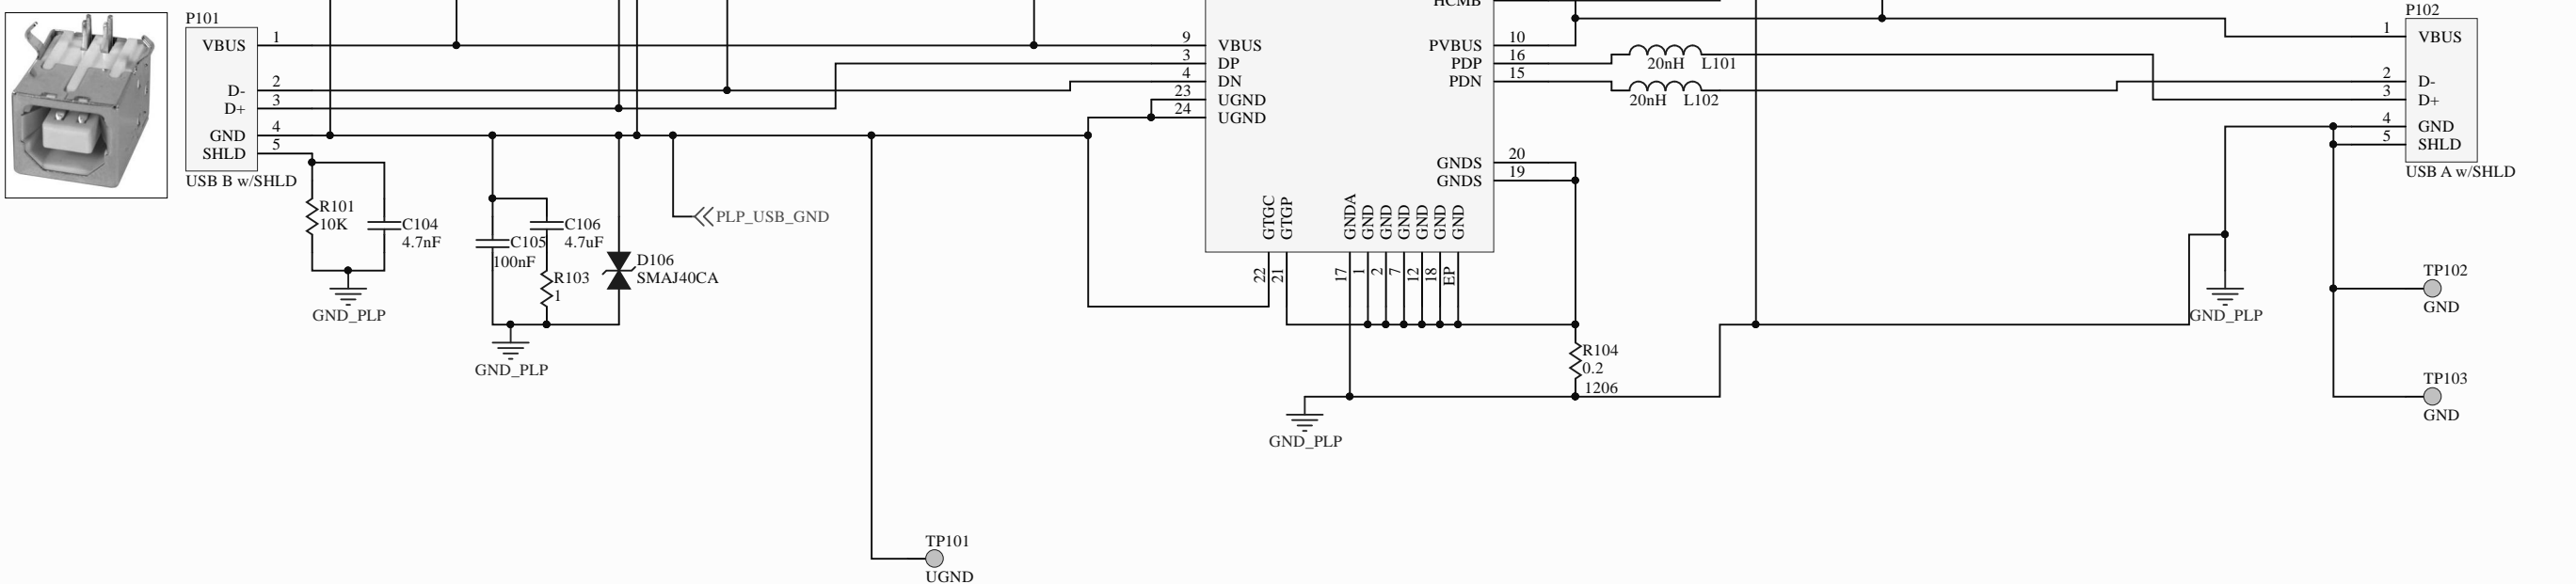 HCMB
P101
VBUS 1
D- 2
D+ 3
GND 4
SHLD 5
USB B w/SHLD
R101
10K
C104
4.7nF
GND_PLP
C105
100nF
C106
4.7uF
R103
1
D106
SMAJ40CA
GND_PLP
PLP_USB_GND
TP101
UGND
9 VBUS
3 DP
4 DN
23 UGND
24 UGND
PVBUS 10
PDP 16
PDN 15
GNDS 20
GNDS 19
GTGC 22
GTGP 21
GNDA 17
GND 1
GND 2
GND 7
GND 12
GND 18
GND EP
20nH L101
20nH L102
R104
0.2
1206
GND_PLP
GND_PLP
P102
1 VBUS
2 D-
3 D+
4 GND
5 SHLD
USB A w/SHLD
TP102
GND
TP103
GND